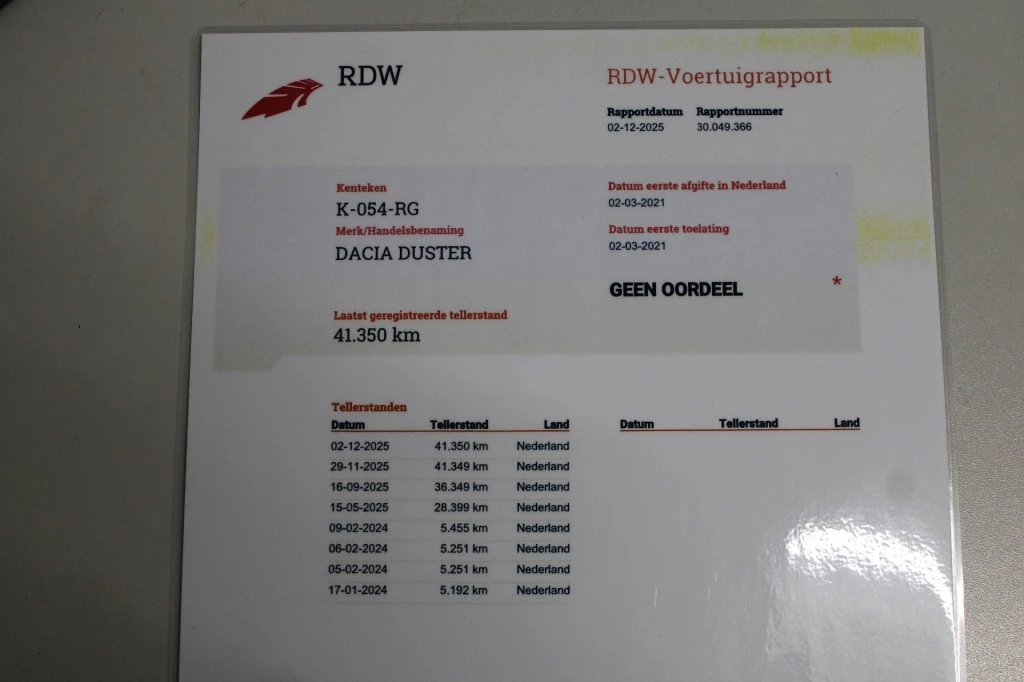 RDW
RDW-Voertuigrapport
Rapportdatum Rapportnummer
02-12-2025 30.049.366
Kenteken
K-054-RG
Merk/Handelsbenaming
DACIA DUSTER
Laatst geregistreerde tellerstand
41.350 km
Datum eerste afgifte in Nederland
02-03-2021
Datum eerste toelating
02-03-2021
GEEN OORDEEL *
Tellerstanden
Datum Tellerstand Land
02-12-2025 41.350 km Nederland
29-11-2025 41.349 km Nederland
16-09-2025 36.349 km Nederland
15-05-2025 28.399 km Nederland
09-02-2024 5.455 km Nederland
06-02-2024 5.251 km Nederland
05-02-2024 5.251 km Nederland
17-01-2024 5.192 km Nederland
Datum Tellerstand Land